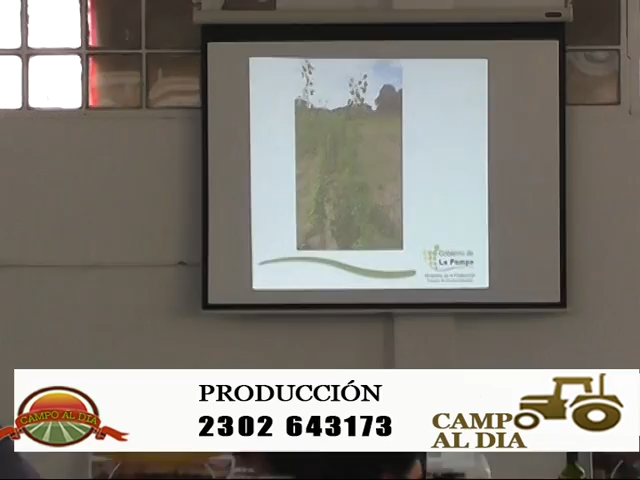 Gobierno de
La Pampa
CAMPO AL DIA
PRODUCCIÓN
2302 643173
CAMPO
AL DIA